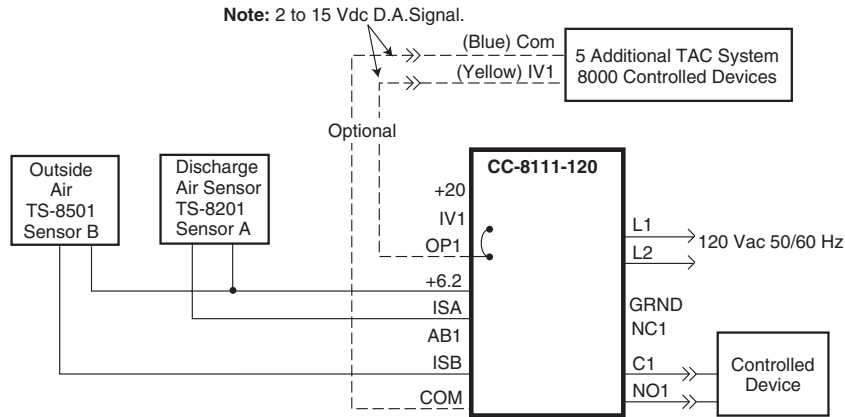 Note: 2 to 15 Vdc D.A.Signal.
(Blue) Com
(Yellow) IV1
5 Additional TAC System
8000 Controlled Devices
Optional
Outside
Air
TS-8501
Sensor B
Discharge
Air Sensor
TS-8201
Sensor A
CC-8111-120
+20
IV1
OP1
+6.2
ISA
AB1
ISB
COM
L1
L2
120 Vac 50/60 Hz
GRND
NC1
C1
NO1
Controlled
Device